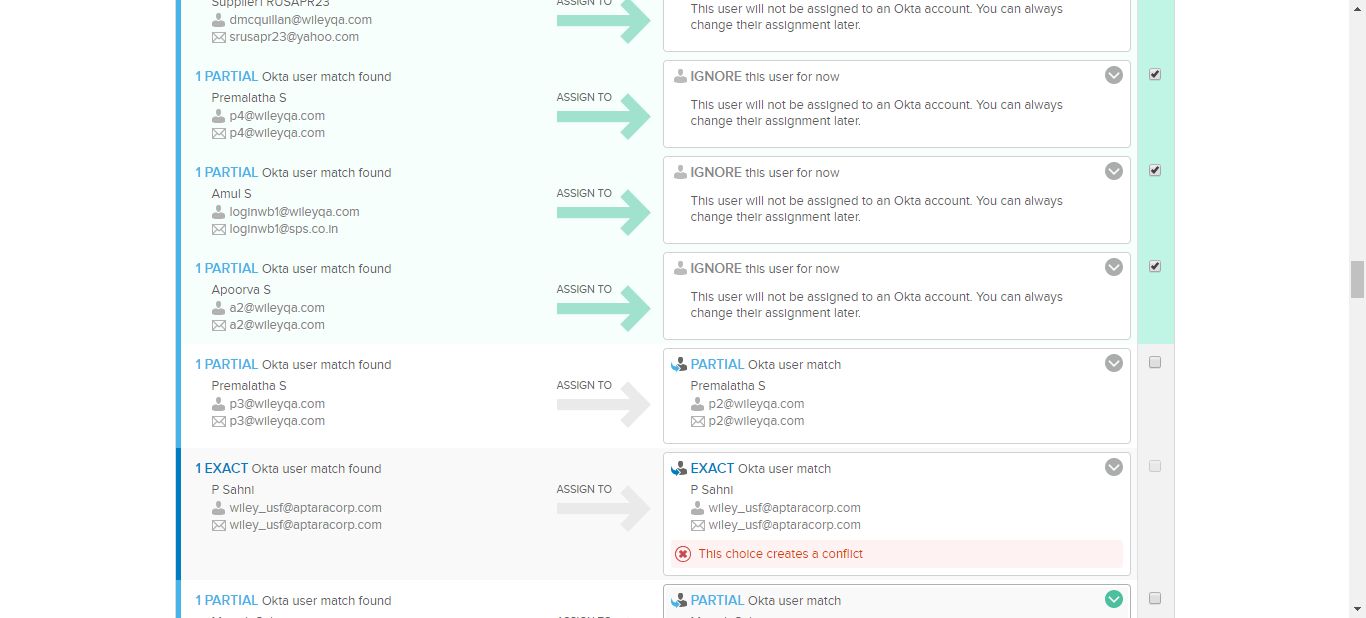 Supplier1 RUSAPR23
dmcquillan@wileyqa.com
srusapr23@yahoo.com
ASSIGN TO
This user will not be assigned to an Okta account. You can always
change their assignment later.
1 PARTIAL Okta user match found
Premalatha S
p4@wileyqa.com
p4@wileyqa.com
ASSIGN TO
IGNORE this user for now
This user will not be assigned to an Okta account. You can always
change their assignment later.
1 PARTIAL Okta user match found
Amul S
loginwb1@wileyqa.com
loginwb1@sps.co.in
ASSIGN TO
IGNORE this user for now
This user will not be assigned to an Okta account. You can always
change their assignment later.
1 PARTIAL Okta user match found
Apoorva S
a2@wileyqa.com
a2@wileyqa.com
ASSIGN TO
IGNORE this user for now
This user will not be assigned to an Okta account. You can always
change their assignment later.
1 PARTIAL Okta user match found
Premalatha S
p3@wileyqa.com
p3@wileyqa.com
ASSIGN TO
PARTIAL Okta user match
Premalatha S
p2@wileyqa.com
p2@wileyqa.com
1 EXACT Okta user match found
P Sahni
wiley_usf@aptaracorp.com
wiley_usf@aptaracorp.com
ASSIGN TO
EXACT Okta user match
P Sahni
wiley_usf@aptaracorp.com
wiley_usf@aptaracorp.com
This choice creates a conflict
1 PARTIAL Okta user match found
PARTIAL Okta user match